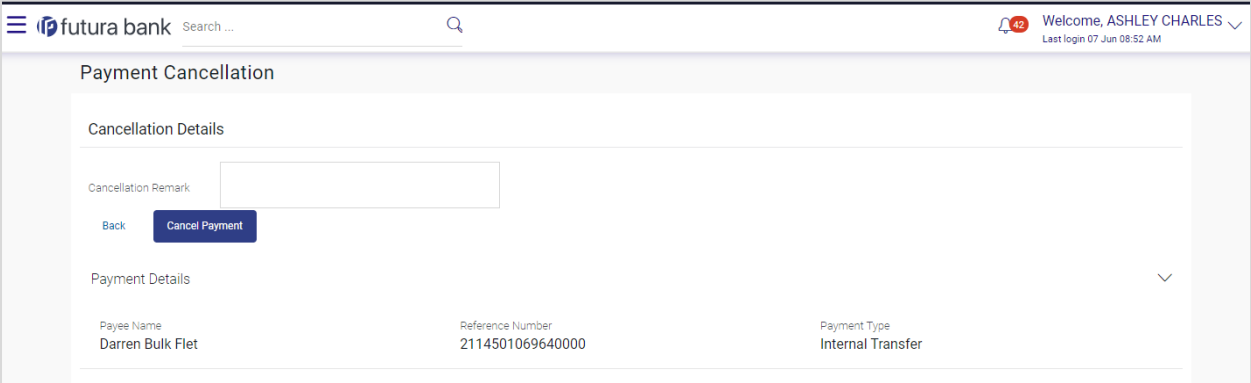 futura bank Search ... 42 Welcome, ASHLEY CHARLES
Last login 07 Jun 08:52 AM
Payment Cancellation
Cancellation Details
Cancellation Remark
Back Cancel Payment
Payment Details
Payee Name Reference Number Payment Type
Darren Bulk Flet 2114501069640000 Internal Transfer